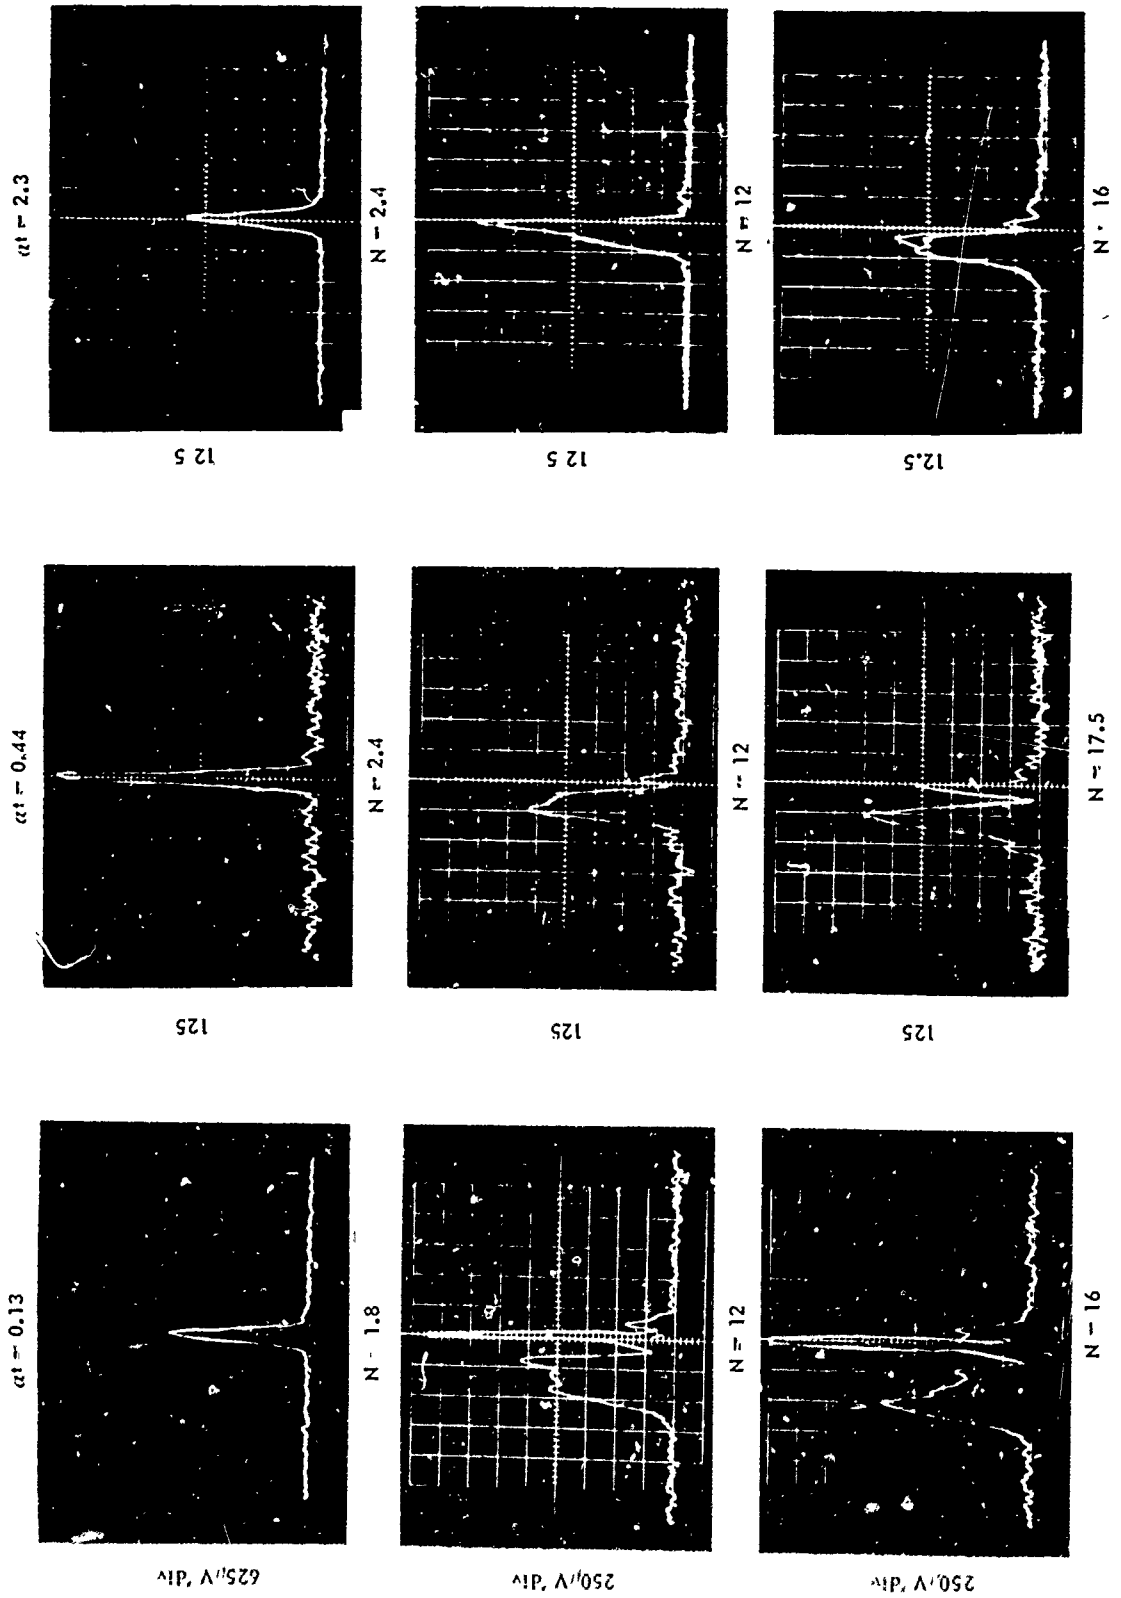 αt = 0.13
αt = 0.44
αt = 2.3
625μV/div
125
12.5
N - 1.8
N = 2.4
N = 2.4
250μV/div
125
12.5
N = 12
N = 12
N = 12
250μV/div
125
12.5
N = 16
N = 17.5
N = 16